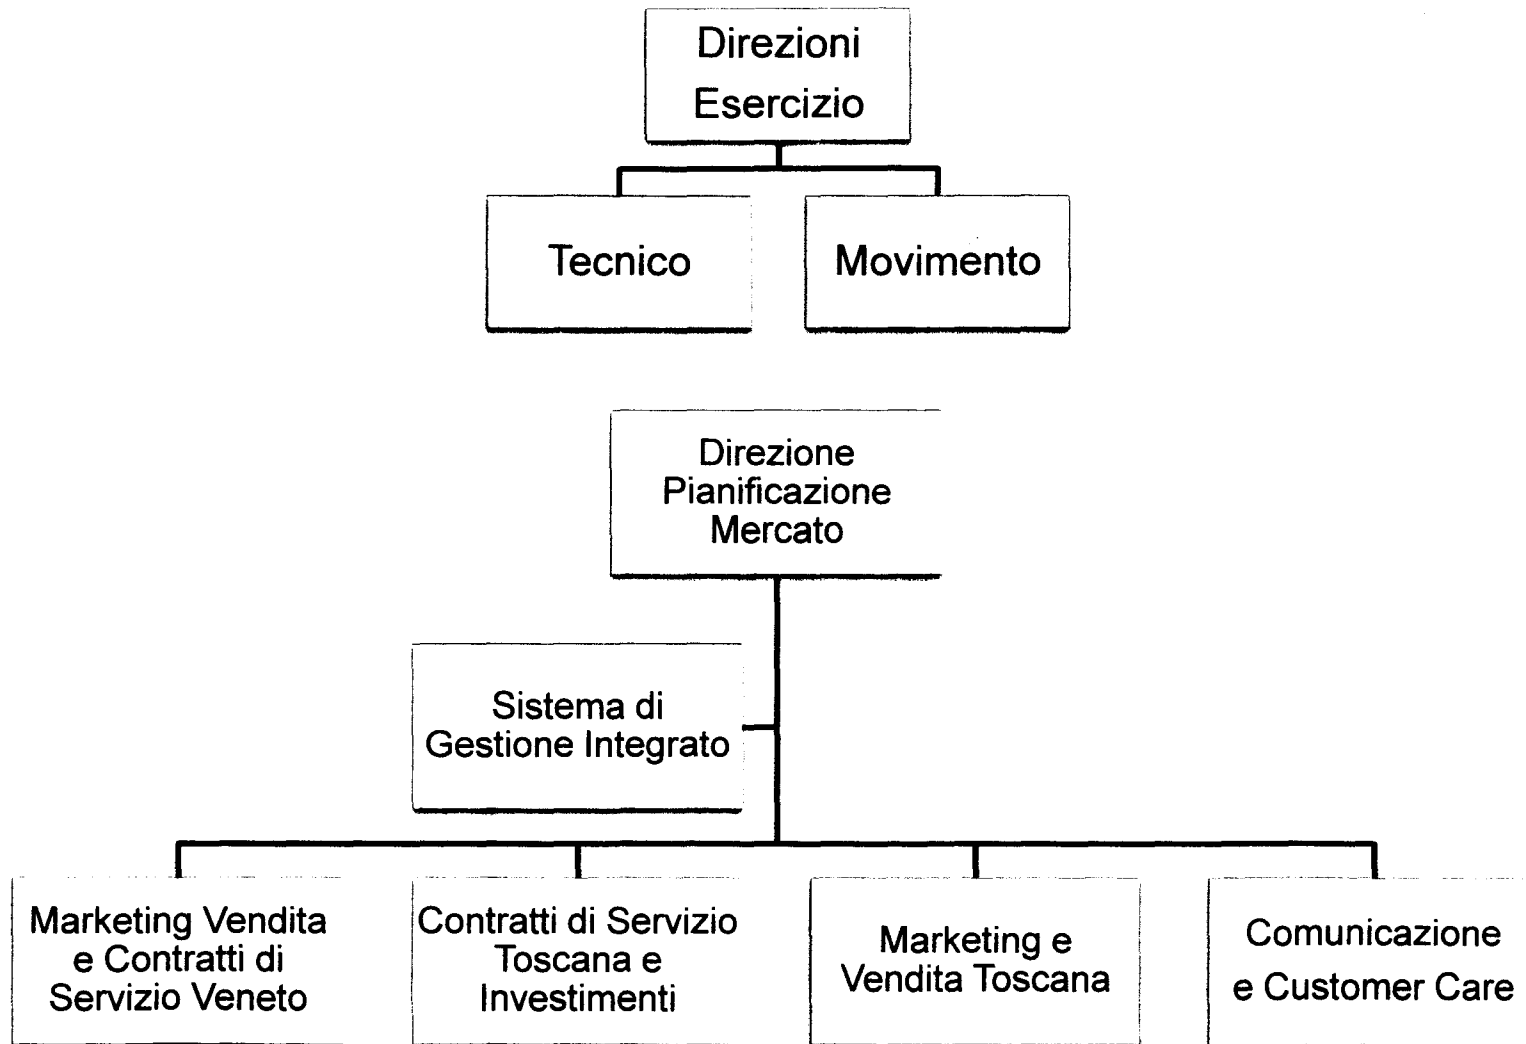 Direzioni
Esercizio
Tecnico
Movimento
Direzione
Pianificazione
Mercato
Sistema di
Gestione Integrato
Marketing Vendita
e Contratti di
Servizio Veneto
Contratti di Servizio
Toscana e
Investimenti
Marketing e
Vendita Toscana
Comunicazione
e Customer Care